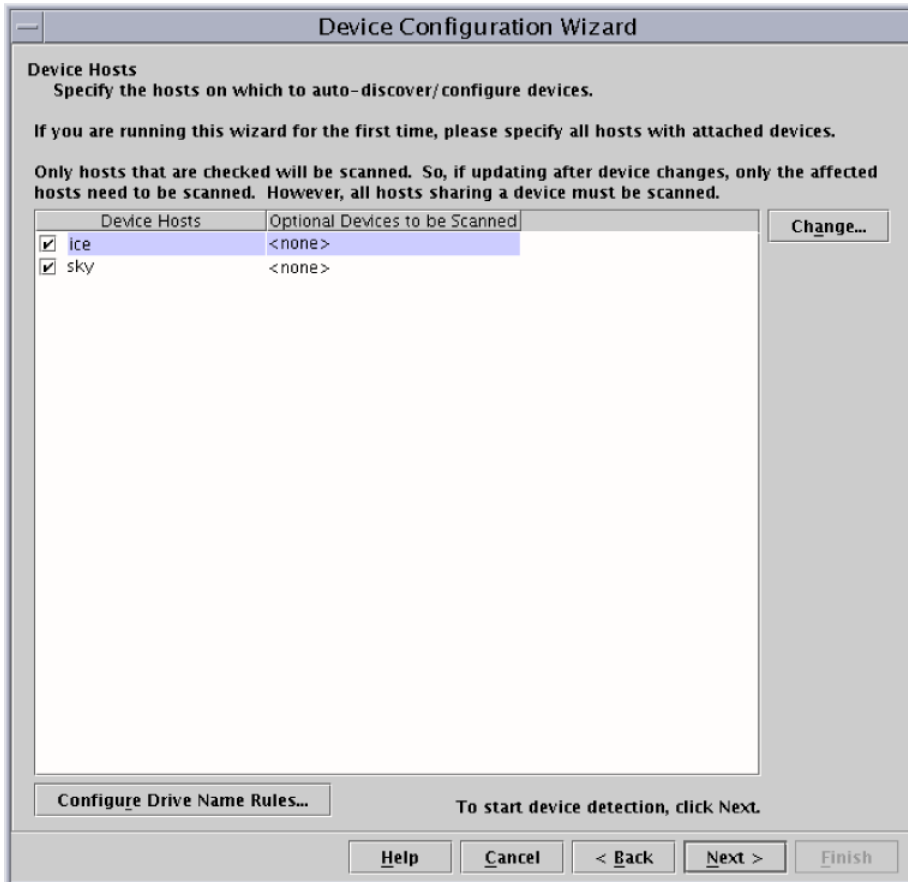 Device Configuration Wizard
Device Hosts
Specify the hosts on which to auto-discover/configure devices.
If you are running this wizard for the first time, please specify all hosts with attached devices.
Only hosts that are checked will be scanned. So, if updating after device changes, only the affected
hosts need to be scanned. However, all hosts sharing a device must be scanned.
Device Hosts Optional Devices to be Scanned
Change...
ice <none>
sky <none>
Configure Drive Name Rules...
To start device detection, click Next.
Help Cancel < Back Next > Finish